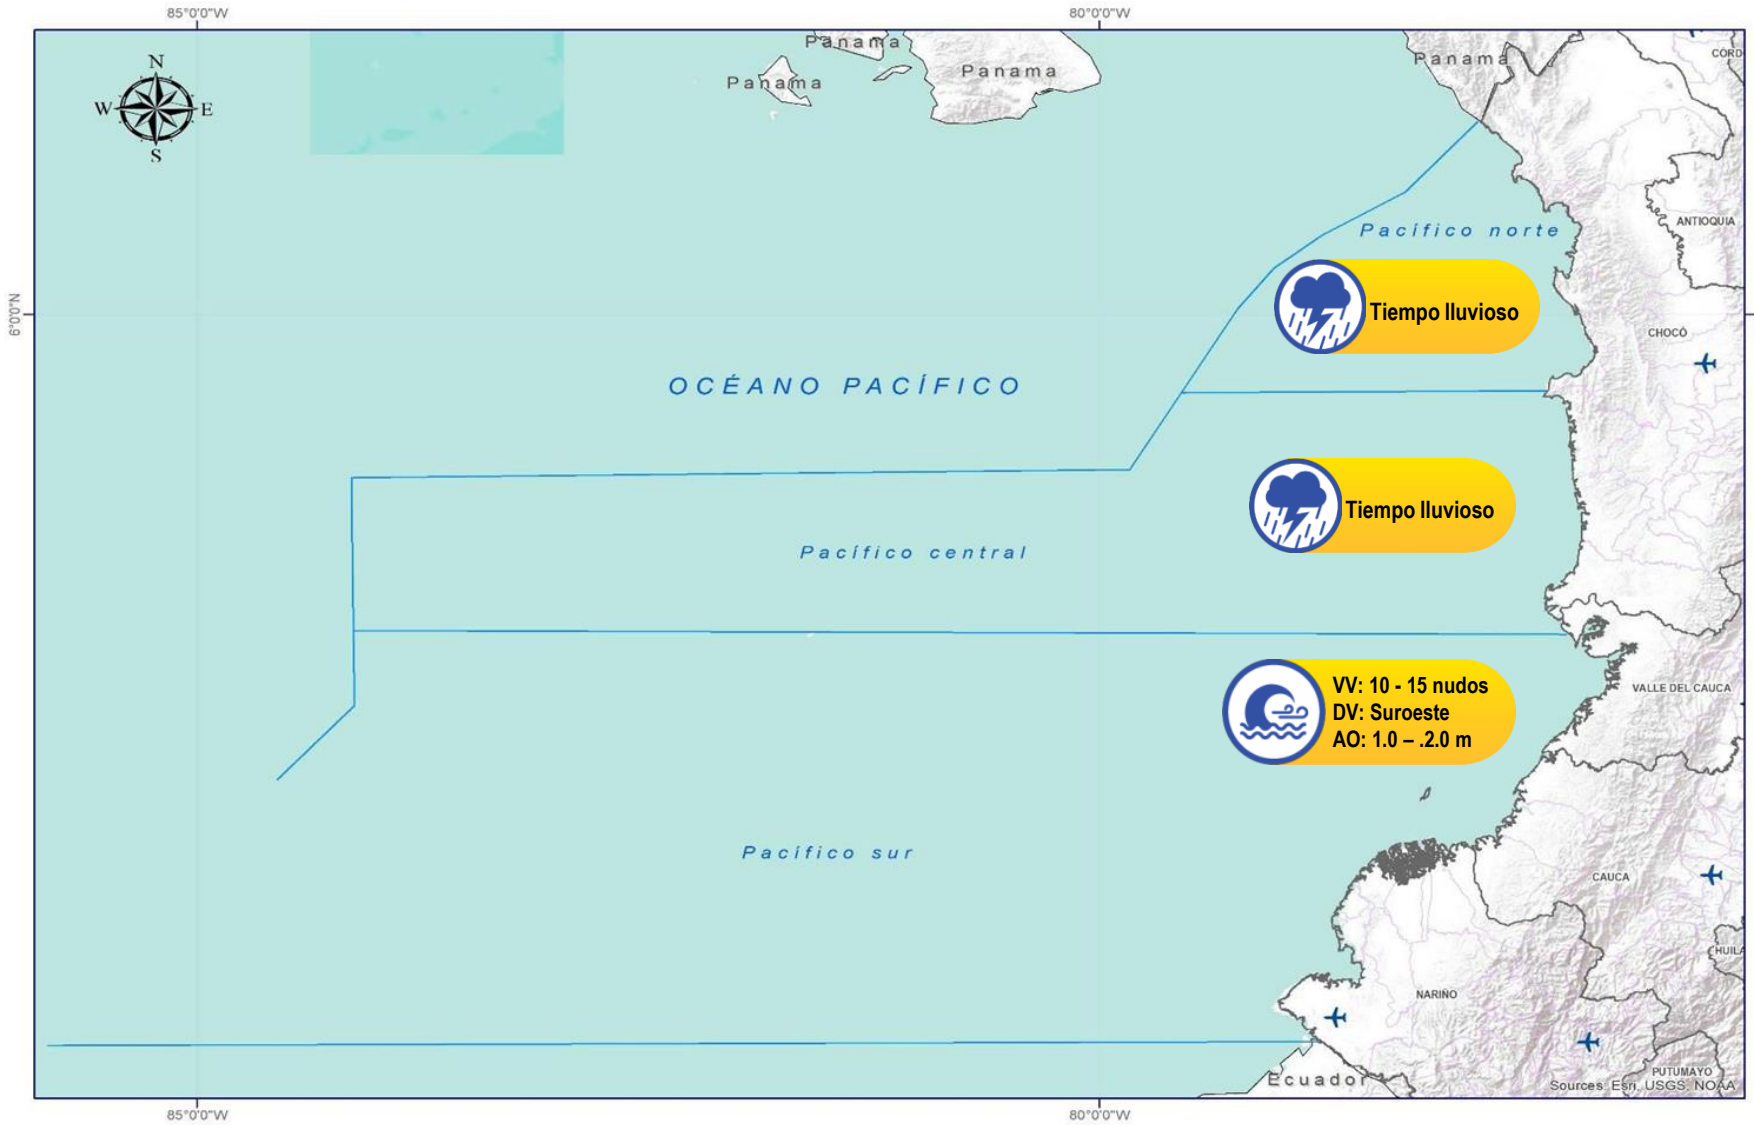 85°0'0"W
80°0'0"W
N
W
E
S
Panama
Panama
Panama
Panama
CÓRD
ANTIOQUIA
Pacífico norte
6°0'0"N
Tiempo lluvioso
CHOCÓ
OCÉANO PACÍFICO
Tiempo lluvioso
Pacífico central
VV: 10 - 15 nudos
DV: Suroeste
AO: 1.0 – .2.0 m
VALLE DEL CAUCA
Pacífico sur
CAUCA
HUILA
NARIÑO
PUTUMAYO
Ecuador
Sources: Esri, USGS, NOAA
85°0'0"W
80°0'0"W